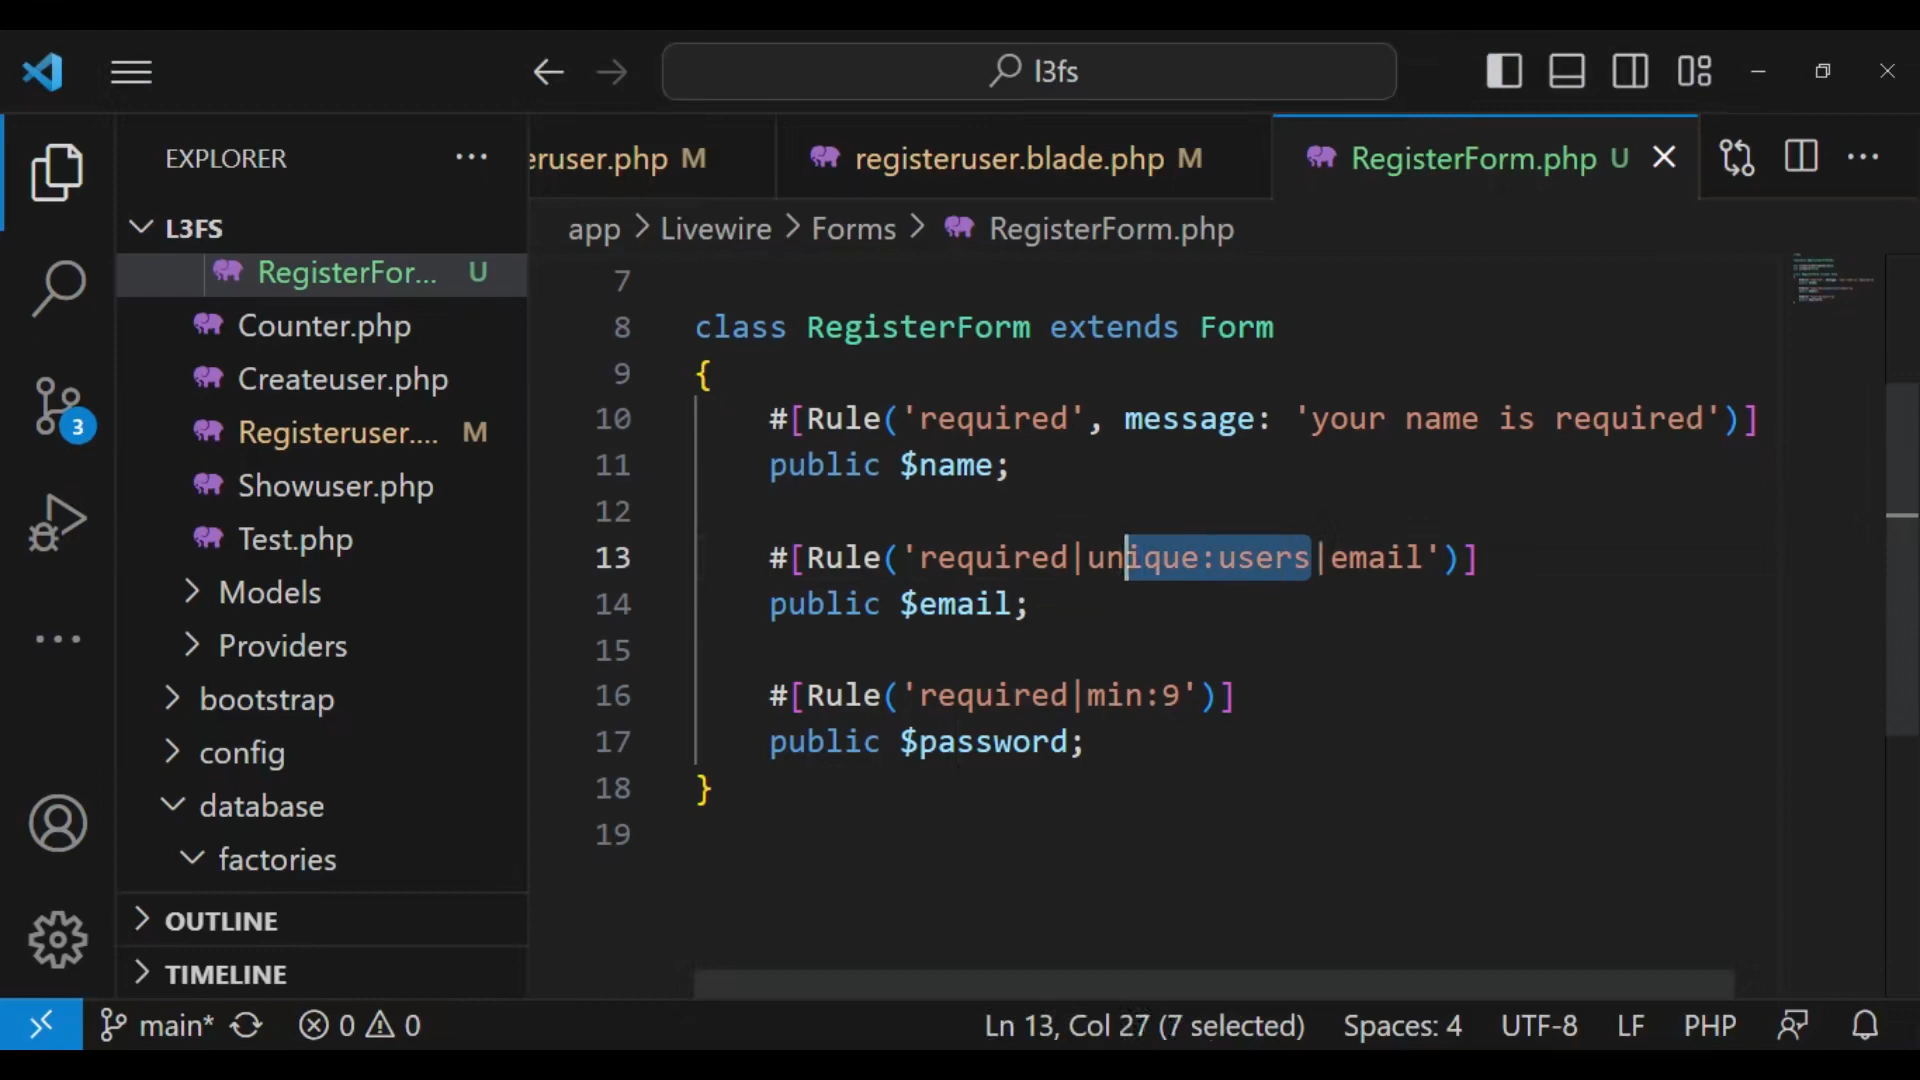 l3fs
EXPLORER
eruser.php M
registeruser.blade.php M
RegisterForm.php U
L3FS
app > Livewire > Forms > RegisterForm.php
RegisterFor... U
Counter.php
Createuser.php
Registeruser.... M
Showuser.php
Test.php
Models
Providers
bootstrap
config
database
factories
OUTLINE
TIMELINE
3
7
8 class RegisterForm extends Form
9 {
10 #[Rule('required', message: 'your name is required')]
11 public $name;
12
13 #[Rule('required|unique:users|email')]
14 public $email;
15
16 #[Rule('required|min:9')]
17 public $password;
18 }
19
main* 0 0 Ln 13, Col 27 (7 selected) Spaces: 4 UTF-8 LF PHP